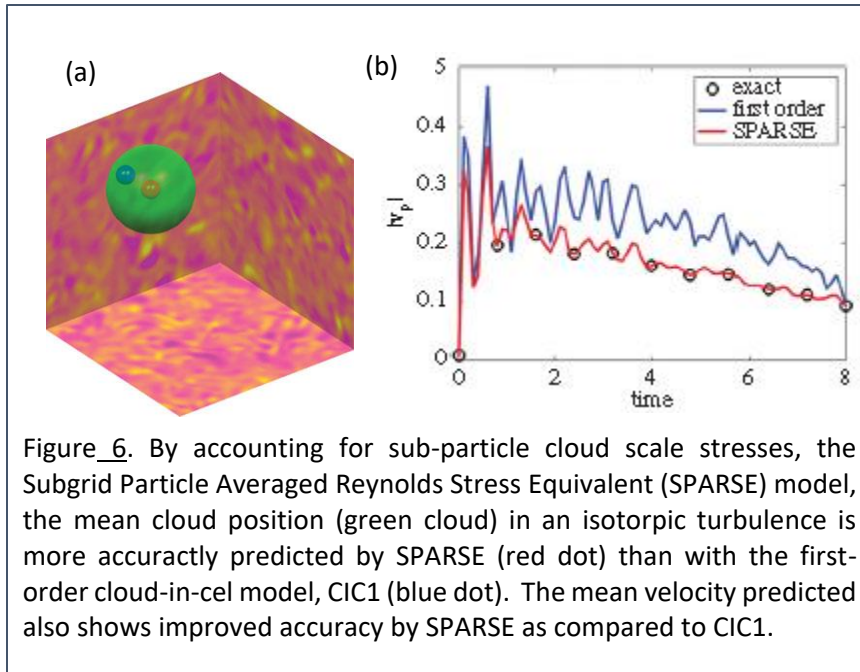 (a)
(b)
5
0.4
0.3
0.2
0.1
0
|v_p|
exact
first order
SPARSE
0 2 4 6 8
time
Figure 6. By accounting for sub-particle cloud scale stresses, the
Subgrid Particle Averaged Reynolds Stress Equivalent (SPARSE) model,
the mean cloud position (green cloud) in an isotorpic turbulence is
more accuractly predicted by SPARSE (red dot) than with the first-
order cloud-in-cel model, CIC1 (blue dot). The mean velocity predicted
also shows improved accuracy by SPARSE as compared to CIC1.